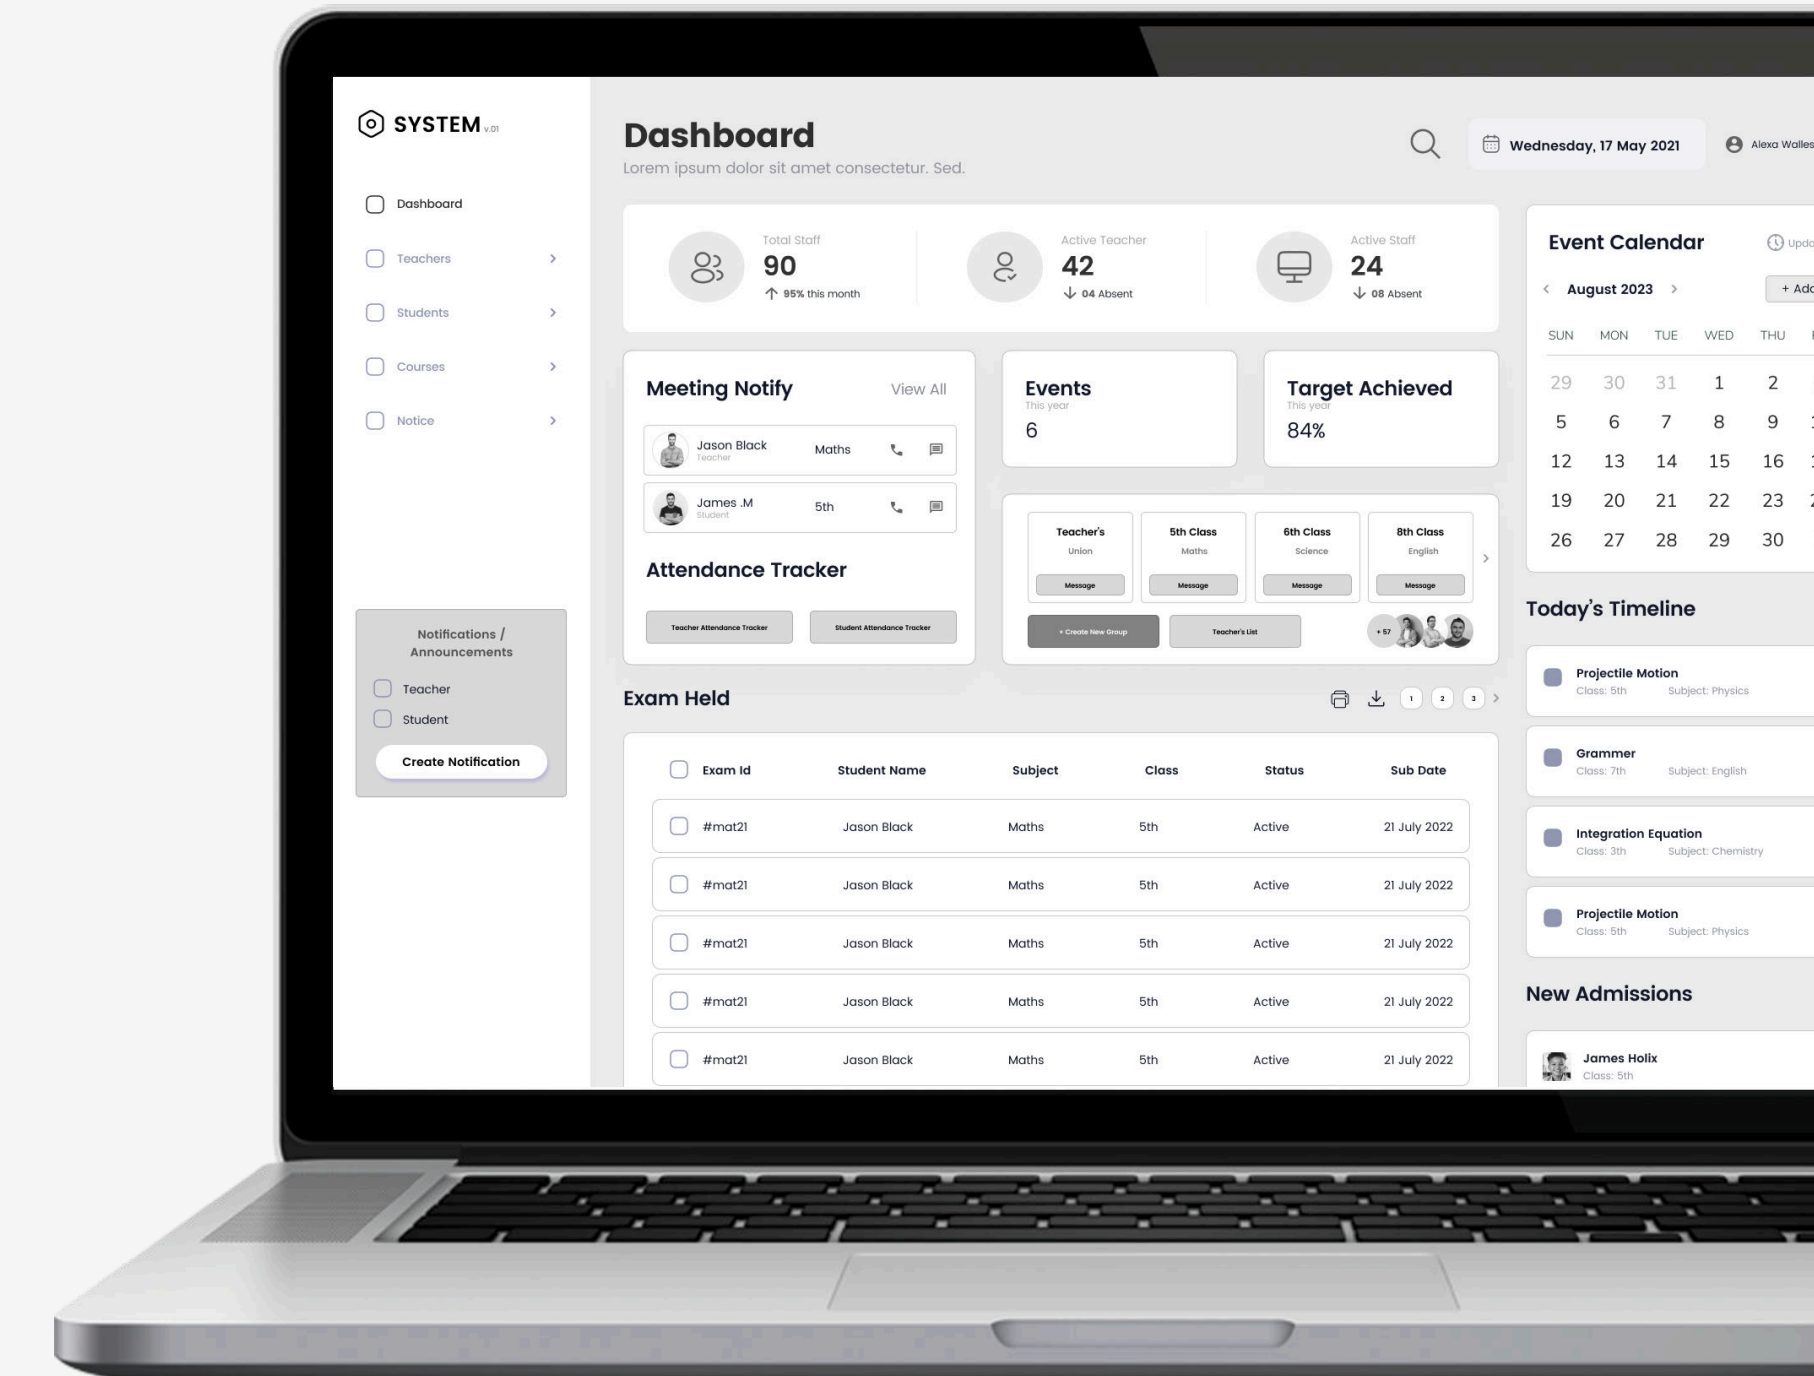 SYSTEM v.01
Dashboard
Teachers
Students
Courses
Notice
Notifications /
Announcements
Teacher
Student
Create Notification
Dashboard
Lorem ipsum dolor sit amet consectetur. Sed.
Wednesday, 17 May 2021
Alexa Walles
Total Staff
90
95% this month
Active Teacher
42
04 Absent
Active Staff
24
08 Absent
Meeting Notify View All
Jason Black Maths
Teacher
James .M 5th
Student
Attendance Tracker
Teacher Attendance Tracker Student Attendance Tracker
Events
This year
6
Target Achieved
This year
84%
Teacher's 5th Class 6th Class 8th Class
Union Maths Science English
Message Message Message Message
+ Create New Group Teacher's List + 57
Exam Held 1 2 3
Exam Id Student Name Subject Class Status Sub Date
#mat21 Jason Black Maths 5th Active 21 July 2022
#mat21 Jason Black Maths 5th Active 21 July 2022
#mat21 Jason Black Maths 5th Active 21 July 2022
#mat21 Jason Black Maths 5th Active 21 July 2022
#mat21 Jason Black Maths 5th Active 21 July 2022
Event Calendar
August 2023
SUN MON TUE WED THU
29 30 31 1 2
5 6 7 8 9
12 13 14 15 16
19 20 21 22 23
26 27 28 29 30
Today's Timeline
Projectile Motion
Class: 5th Subject: Physics
Grammer
Class: 7th Subject: English
Integration Equation
Class: 3th Subject: Chemistry
Projectile Motion
Class: 5th Subject: Physics
New Admissions
James Holix
Class: 5th